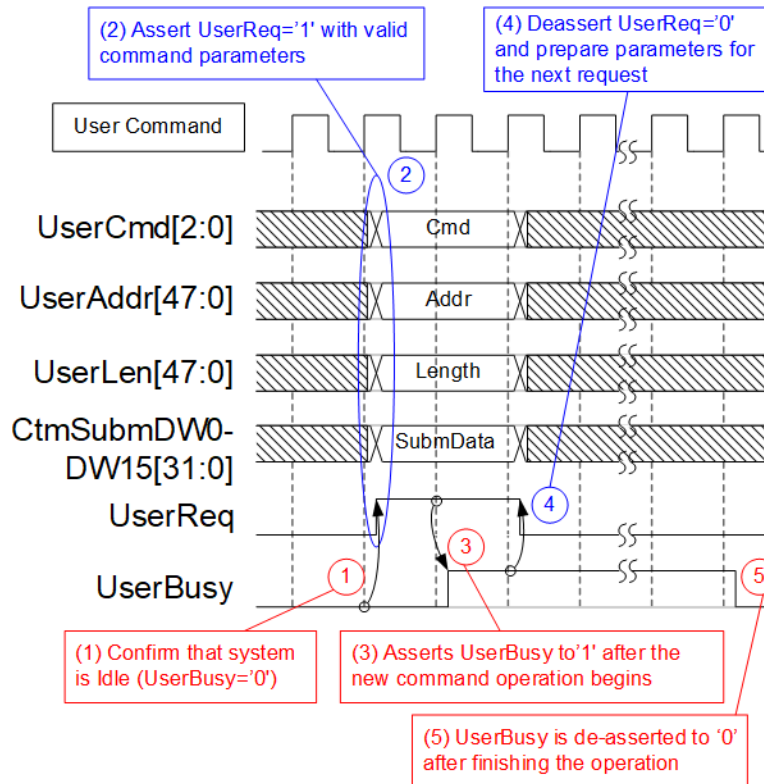 (2) Assert UserReq='1' with valid
command parameters
(4) Deassert UserReq='0'
and prepare parameters for
the next request
User Command
2
UserCmd[2:0]
Cmd
UserAddr[47:0]
Addr
UserLen[47:0]
Length
CtmSubmDW0-
DW15[31:0]
SubmData
UserReq
4
3
UserBusy
1
5
(1) Confirm that system
is Idle (UserBusy='0')
(3) Asserts UserBusy to'1' after the
new command operation begins
(5) UserBusy is de-asserted to '0'
after finishing the operation